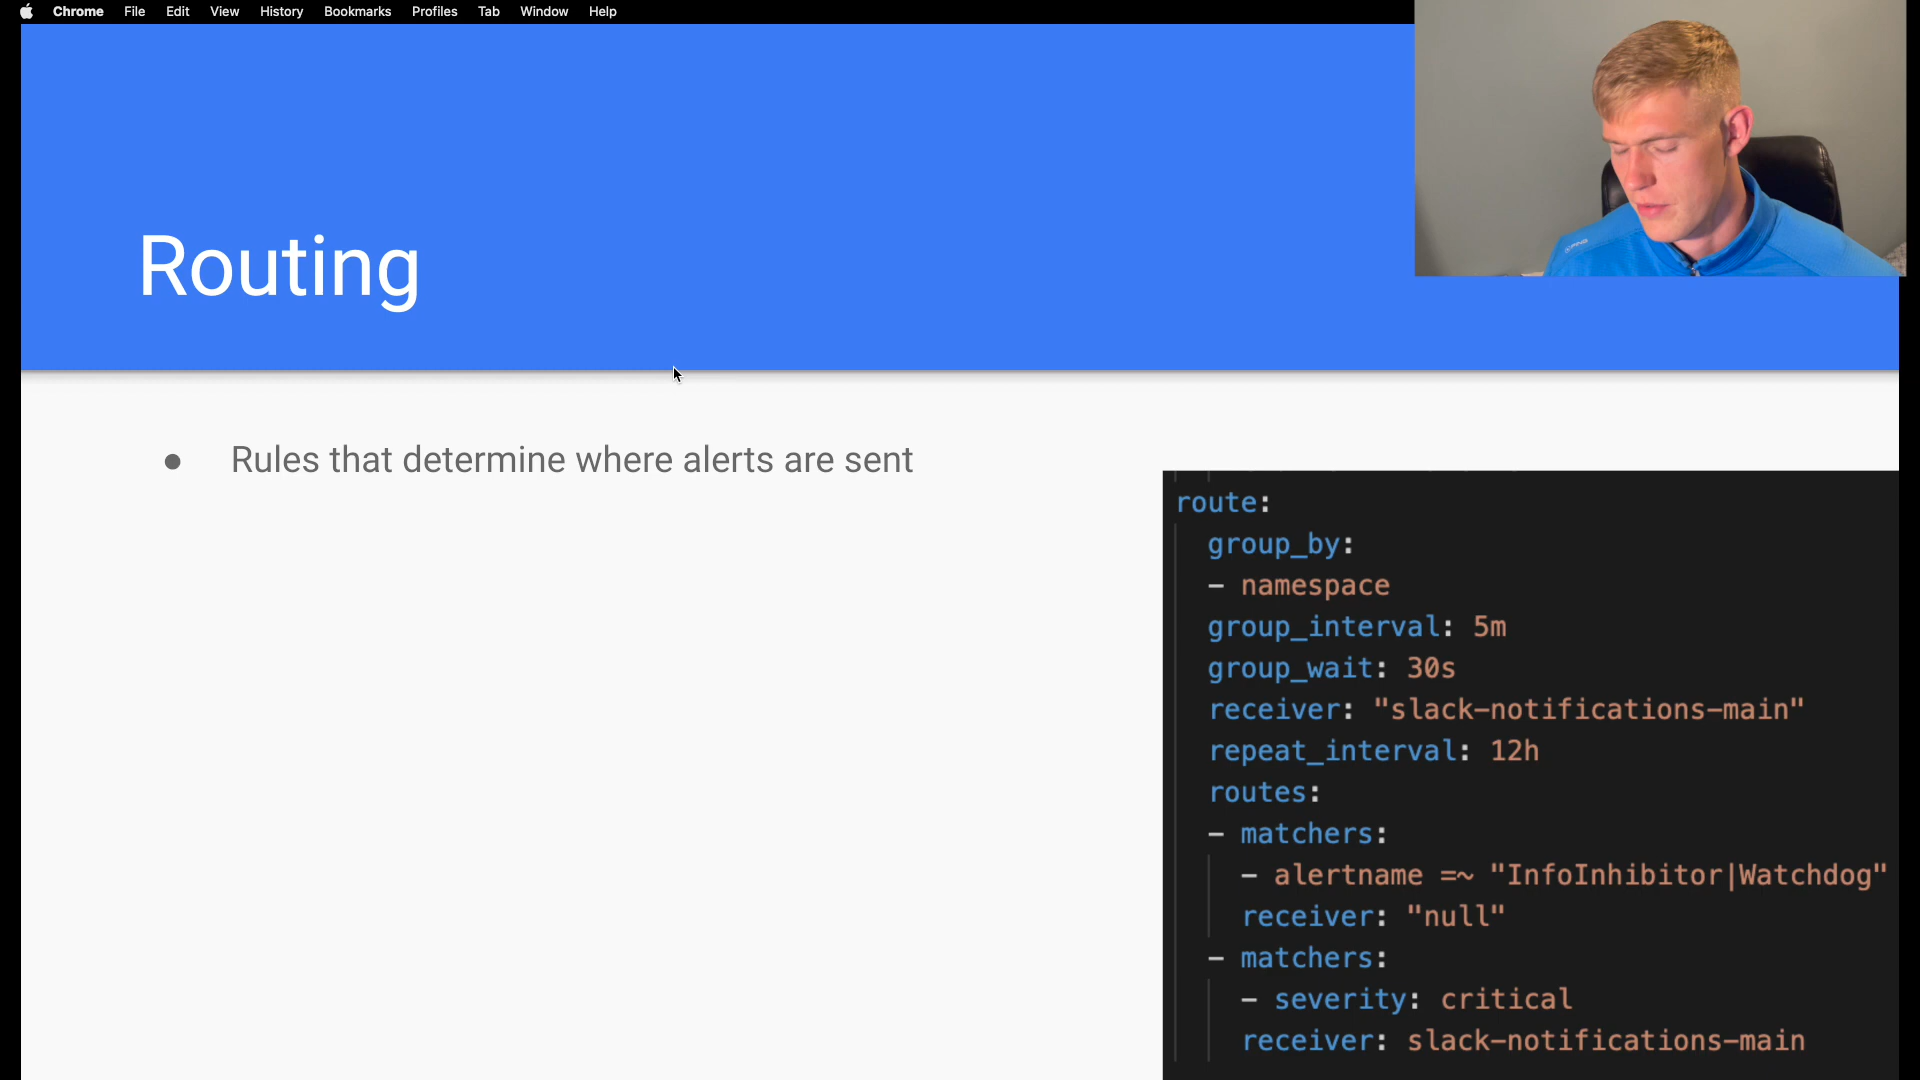 Chrome File Edit View History Bookmarks Profiles Tab Window Help
Routing
● Rules that determine where alerts are sent
route:
group_by:
- namespace
group_interval: 5m
group_wait: 30s
receiver: "slack-notifications-main"
repeat_interval: 12h
routes:
- matchers:
- alertname =~ "InfoInhibitor|Watchdog"
receiver: "null"
- matchers:
- severity: critical
receiver: slack-notifications-main
PING